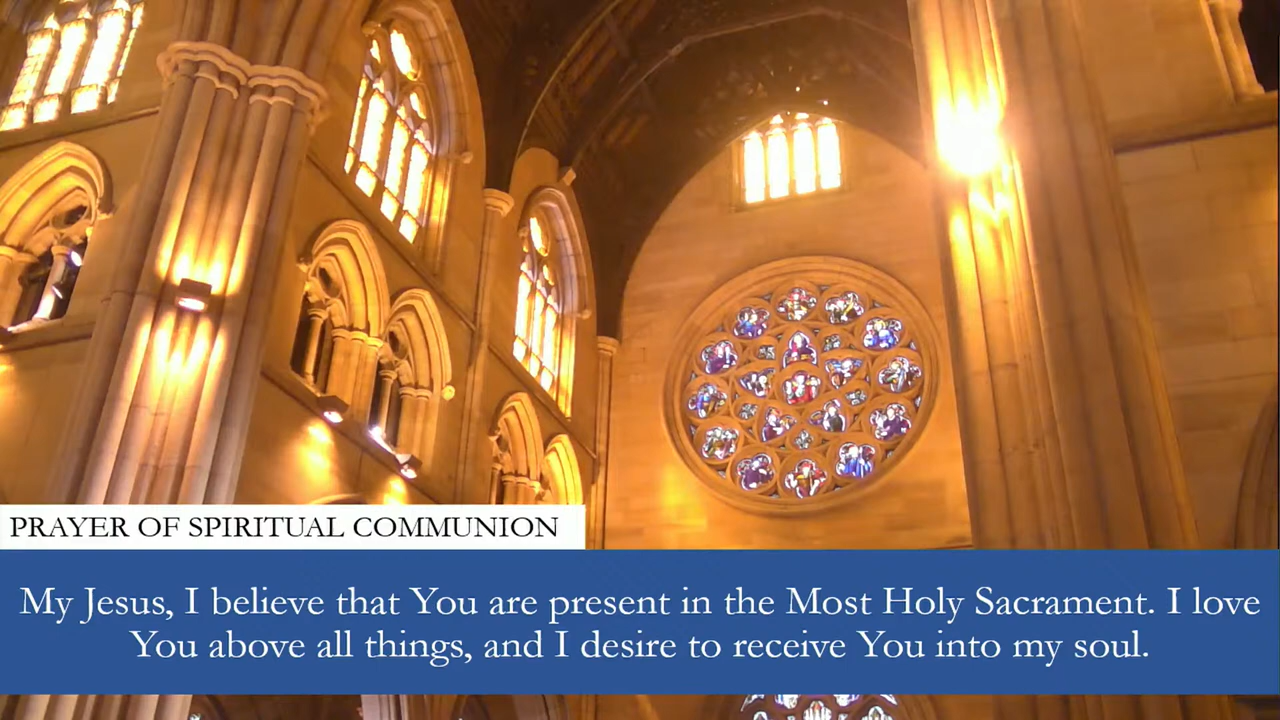 PRAYER OF SPIRITUAL COMMUNION
My Jesus, I believe that You are present in the Most Holy Sacrament. I love
You above all things, and I desire to receive You into my soul.